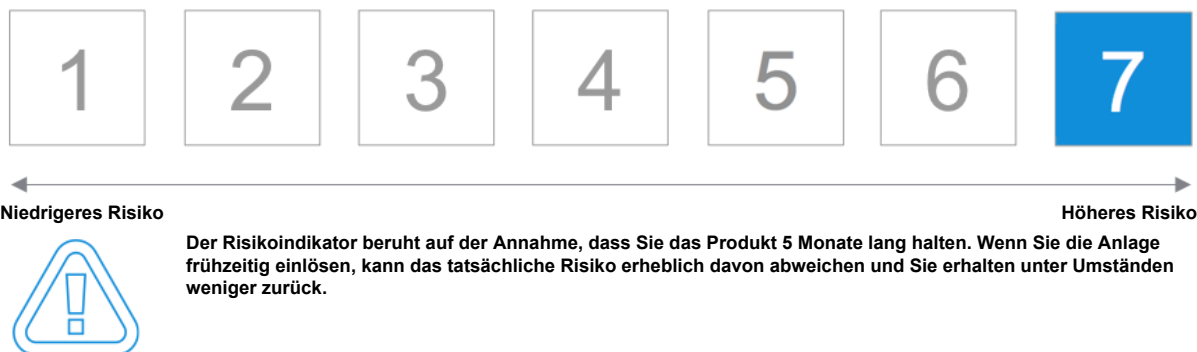 1 2 3 4 5 6 7
Niedrigeres Risiko Höheres Risiko
Der Risikoindikator beruht auf der Annahme, dass Sie das Produkt 5 Monate lang halten. Wenn Sie die Anlage
frühzeitig einlösen, kann das tatsächliche Risiko erheblich davon abweichen und Sie erhalten unter Umständen
weniger zurück.